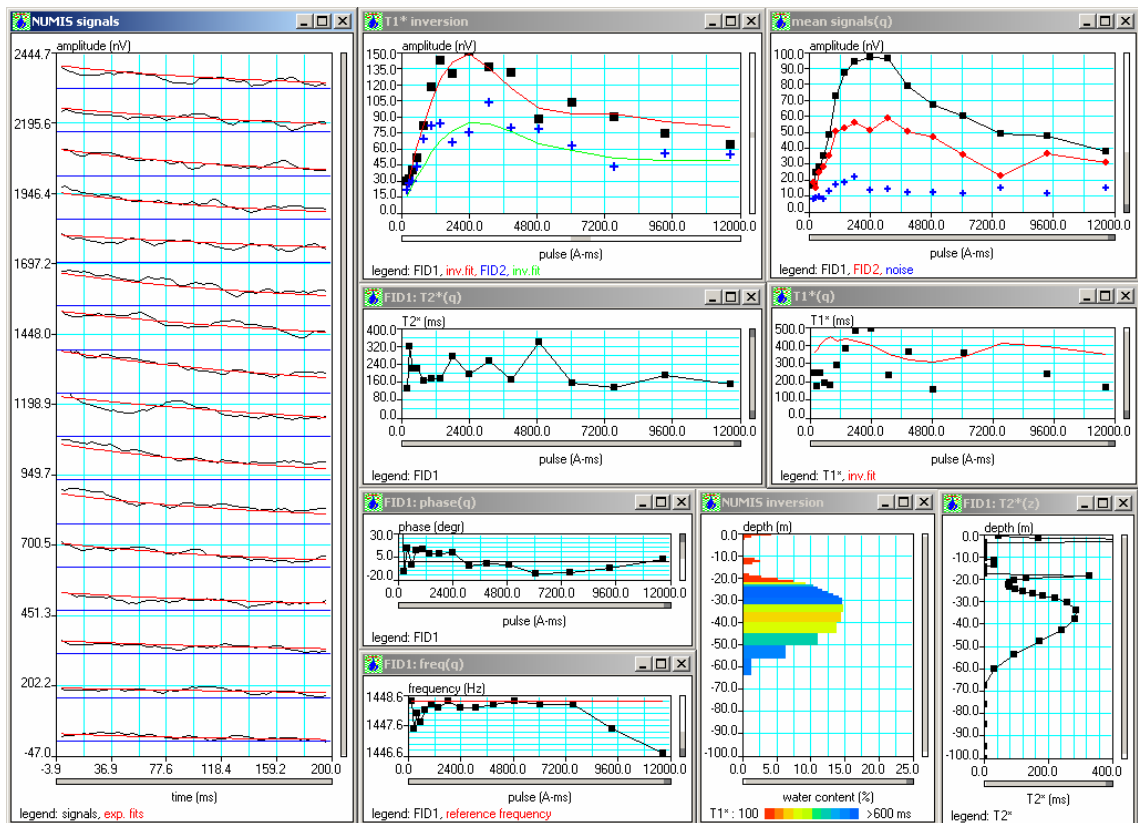 NUMIS signals
amplitude (nV)
2444.7
2195.6
1946.4
1697.2
1448.0
1198.9
949.7
700.5
451.3
202.2
-47.0
-3.9 36.9 77.6 118.4 159.2 200.0
time (ms)
legend: signals, exp. fits
T1* inversion
amplitude (nV)
150.0
135.0
120.0
105.0
90.0
75.0
60.0
45.0
30.0
15.0
0.0
0.0 2400.0 4800.0 7200.0 9600.0 12000.0
pulse (A-ms)
legend: FID1, inv.fit, FID2, inv.fit
mean signals(q)
amplitude (nV)
100.0
90.0
80.0
70.0
60.0
50.0
40.0
30.0
20.0
10.0
0.0
0.0 2400.0 4800.0 7200.0 9600.0 12000.0
pulse (A-ms)
legend: FID1, FID2, noise
FID1: T2*(q)
T2* (ms)
400.0
320.0
240.0
160.0
80.0
0.0
0.0 2400.0 4800.0 7200.0 9600.0 12000.0
pulse (A-ms)
legend: FID1
T1*(q)
T1* (ms)
500.0
400.0
300.0
200.0
100.0
0.0
0.0 2400.0 4800.0 7200.0 9600.0 12000.0
pulse (A-ms)
legend: T1*, inv.fit
FID1: phase(q)
phase (degr)
30.0
5.0
-20.0
0.0 2400.0 4800.0 7200.0 9600.0 12000.0
pulse (A-ms)
legend: FID1
FID1: freq(q)
frequency (Hz)
1448.6
1447.6
1446.6
0.0 2400.0 4800.0 7200.0 9600.0 12000.0
pulse (A-ms)
legend: FID1, reference frequency
NUMIS inversion
depth (m)
0.0
-10.0
-20.0
-30.0
-40.0
-50.0
-60.0
-70.0
-80.0
-90.0
-100.0
0.0 5.0 10.0 15.0 20.0 25.0
water content (%)
T1* : 100 >600 ms
FID1: T2*(z)
depth (m)
0.0
-10.0
-20.0
-30.0
-40.0
-50.0
-60.0
-70.0
-80.0
-90.0
-100.0
0.0 400.0
T2* (ms)
legend: T2*